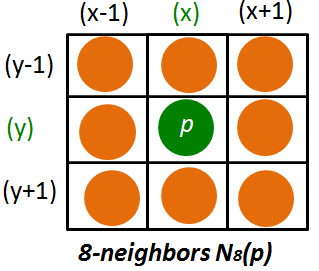 (x-1) (x) (x+1)
(y-1)
(y) p
(y+1)
8-neighbors N₈(p)